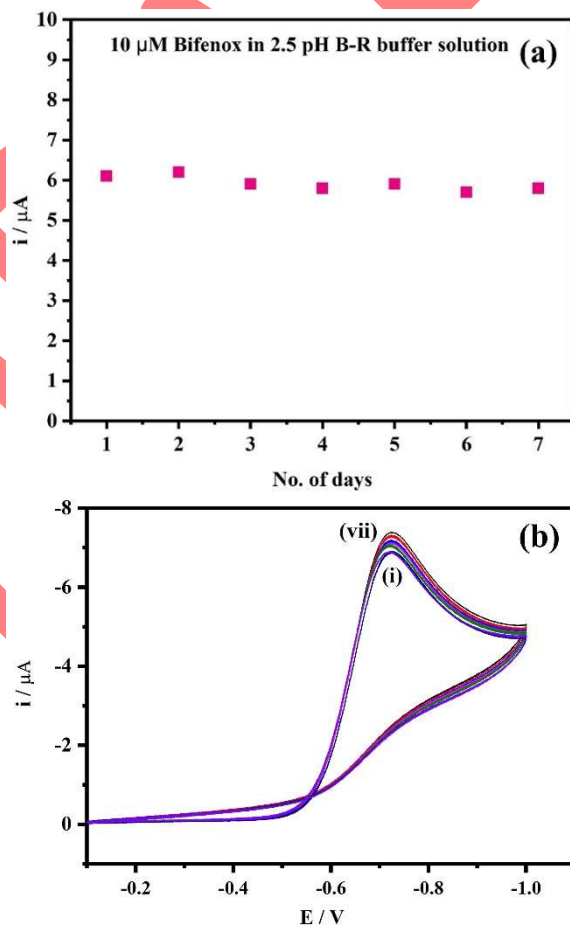 10 μM Bifenox in 2.5 pH B-R buffer solution (a)
10
9
8
7
6
5
4
3
2
1
0
i / μA
1 2 3 4 5 6 7
No. of days
-8
-6
-4
-2
0
i / μA
(vii)
(i)
(b)
-0.2 -0.4 -0.6 -0.8 -1.0
E / V